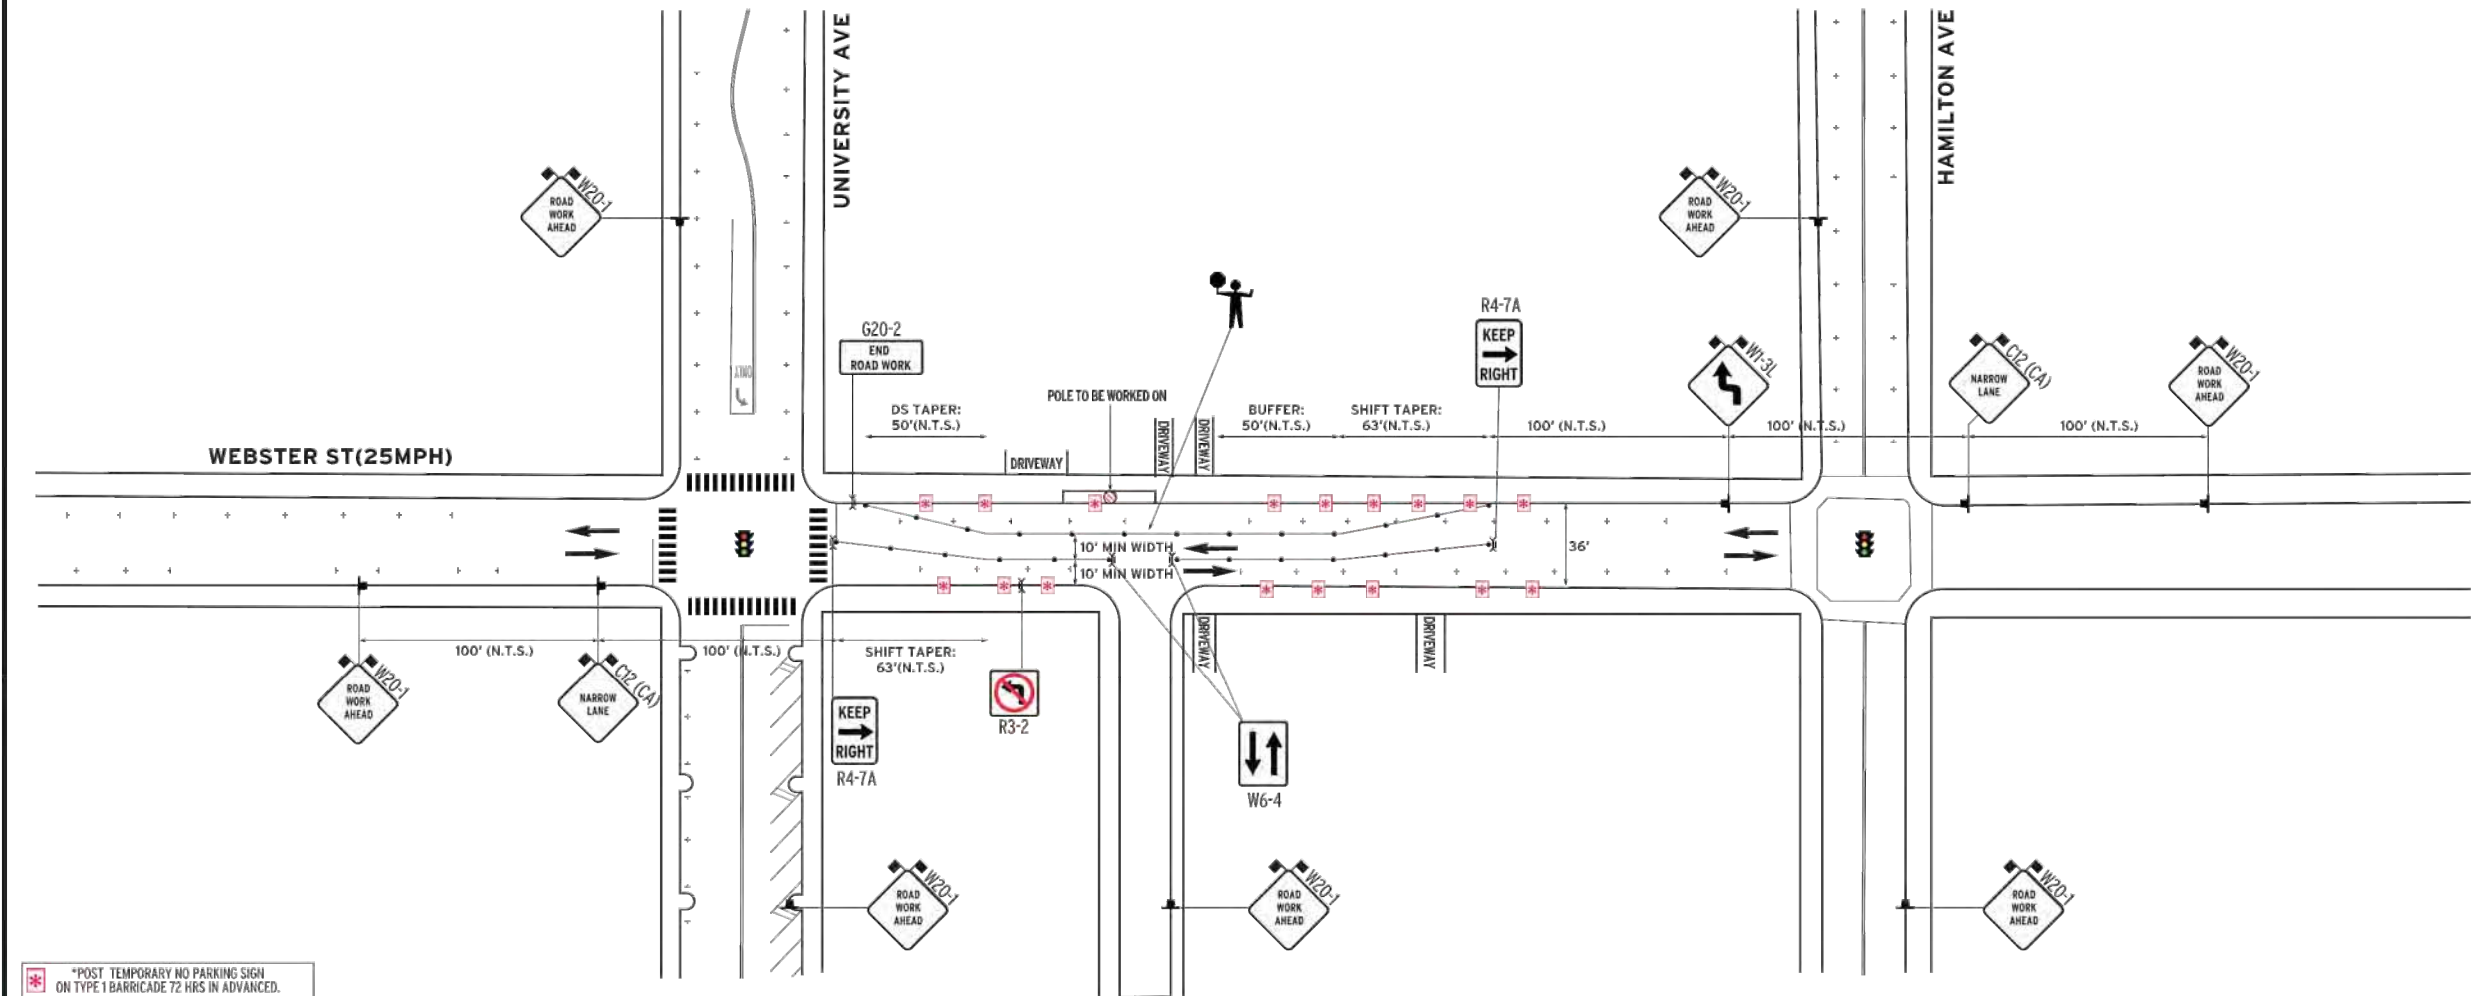 UNIVERSITY AVE
HAMILTON AVE
W20-1
ROAD
WORK
AHEAD
W20-1
ROAD
WORK
AHEAD
G20-2
END
ROAD WORK
R4-7A
KEEP
RIGHT
W1-3L
C12 (CA)
NARROW
LANE
W20-1
ROAD
WORK
AHEAD
ONLY
POLE TO BE WORKED ON
DS TAPER:
50'(N.T.S.)
BUFFER:
50'(N.T.S.)
SHIFT TAPER:
63'(N.T.S.)
100' (N.T.S.)
100' (N.T.S.)
100' (N.T.S.)
WEBSTER ST(25MPH)
DRIVEWAY
DRIVEWAY
DRIVEWAY
10' MIN WIDTH
10' MIN WIDTH
36'
DRIVEWAY
DRIVEWAY
100' (N.T.S.)
100' (N.T.S.)
SHIFT TAPER:
63'(N.T.S.)
W20-1
ROAD
WORK
AHEAD
C12 (CA)
NARROW
LANE
KEEP
RIGHT
R4-7A
R3-2
W6-4
W20-1
ROAD
WORK
AHEAD
W20-1
ROAD
WORK
AHEAD
W20-1
ROAD
WORK
AHEAD
*POST TEMPORARY NO PARKING SIGN
ON TYPE 1 BARRICADE 72 HRS IN ADVANCED.